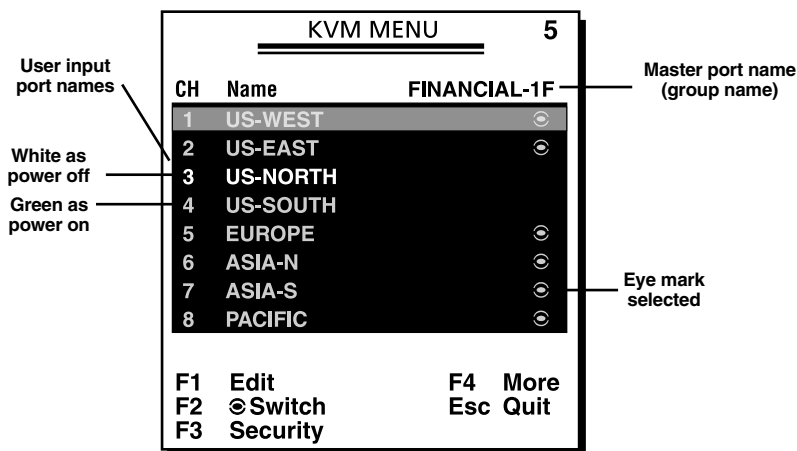 KVM MENU 5
User input
port names
CH Name FINANCIAL-1F
Master port name
(group name)
1 US-WEST
2 US-EAST
White as
power off
3 US-NORTH
Green as
power on
4 US-SOUTH
5 EUROPE
6 ASIA-N
7 ASIA-S
Eye mark
selected
8 PACIFIC
F1 Edit F4 More
F2 Switch Esc Quit
F3 Security